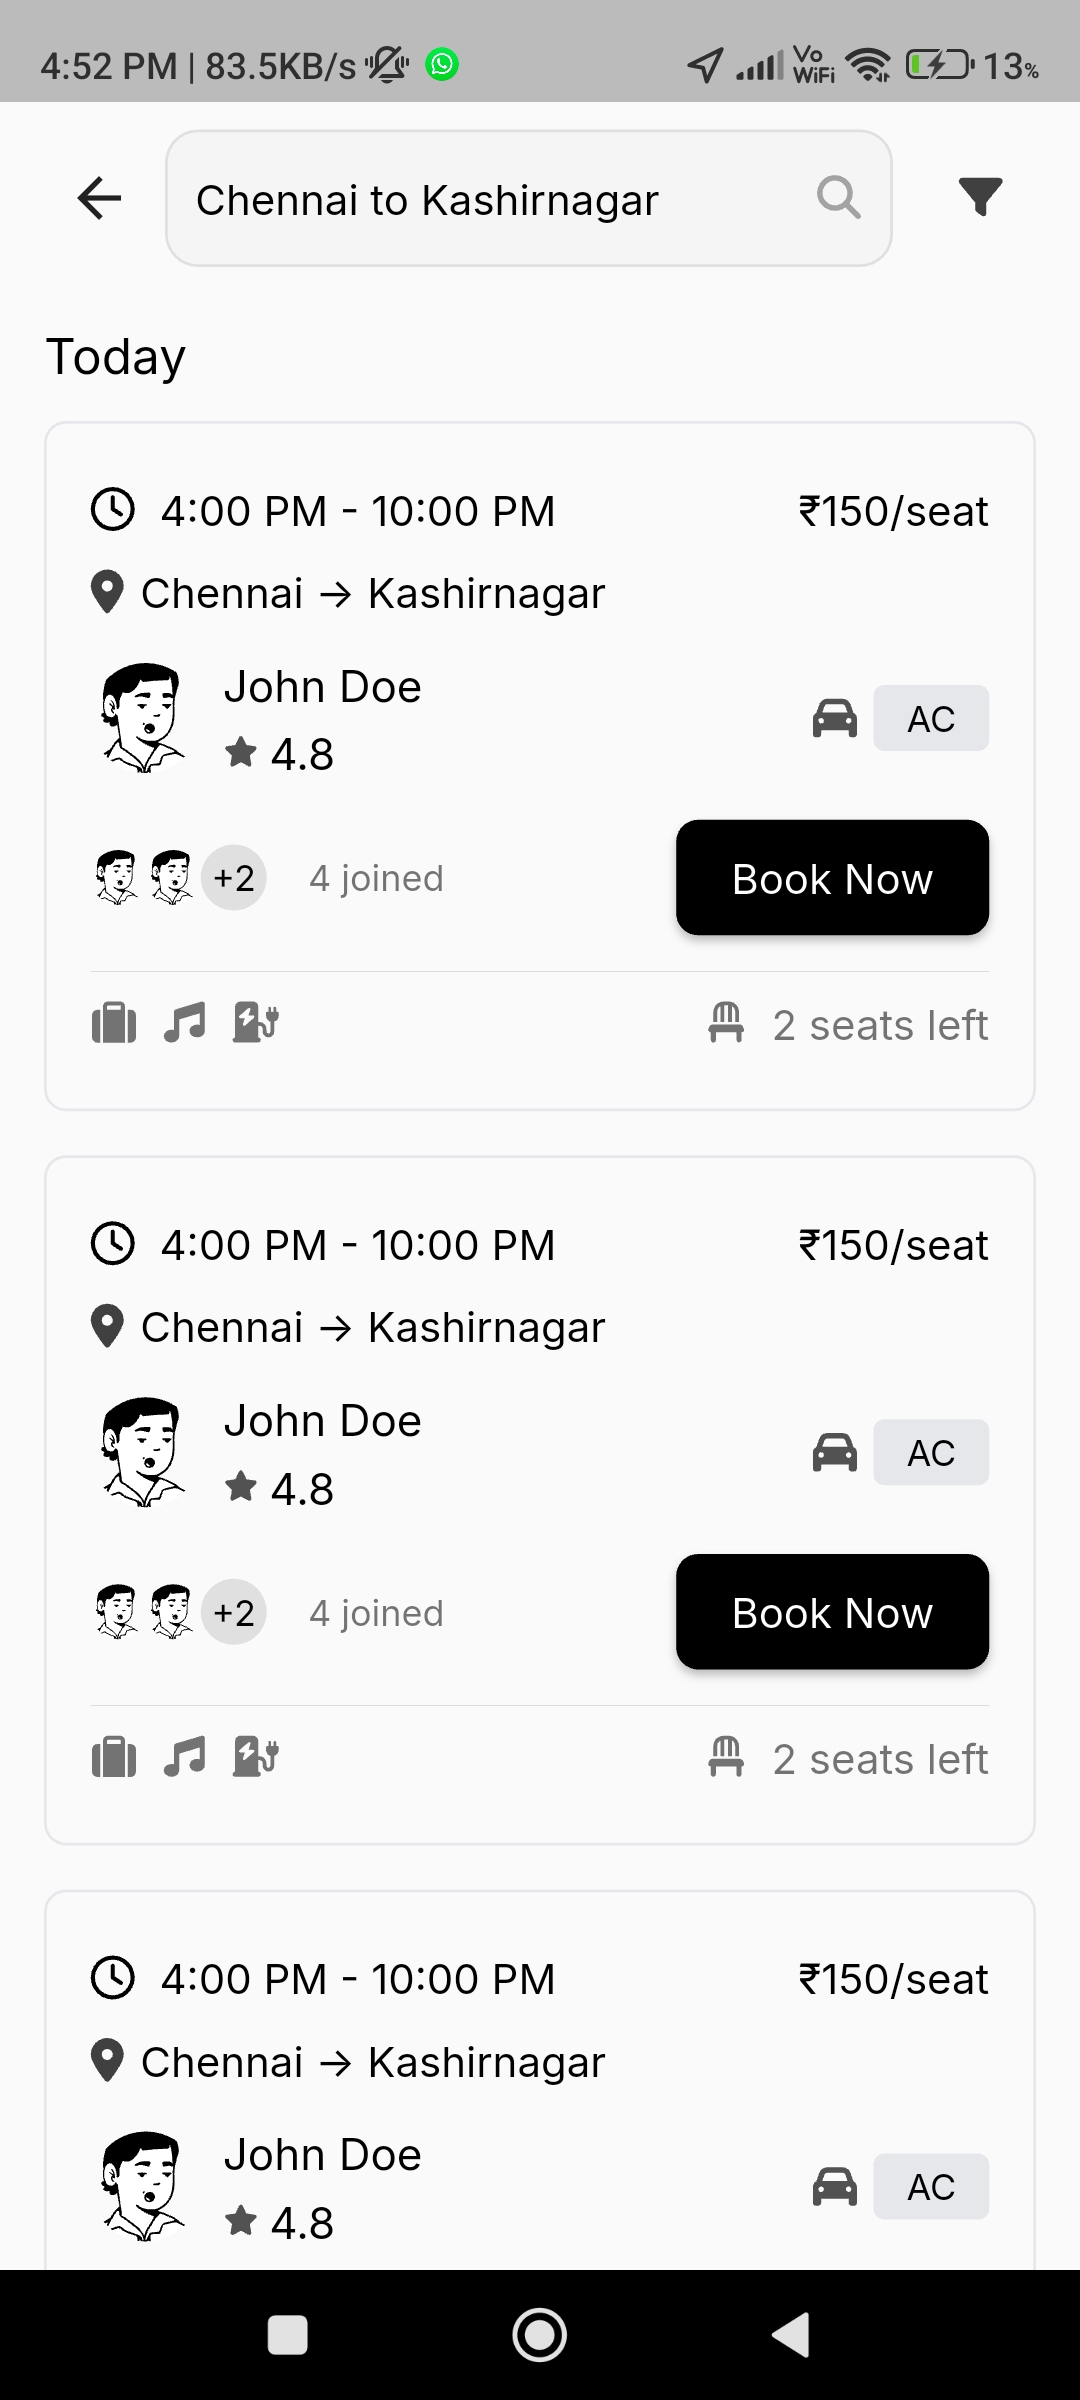 4:52 PM | 83.5KB/s Vo WiFi 13%
Chennai to Kashirnagar
Today
4:00 PM - 10:00 PM ₹150/seat
Chennai → Kashirnagar
John Doe
4.8 AC
+2 4 joined Book Now
2 seats left
4:00 PM - 10:00 PM ₹150/seat
Chennai → Kashirnagar
John Doe
4.8 AC
+2 4 joined Book Now
2 seats left
4:00 PM - 10:00 PM ₹150/seat
Chennai → Kashirnagar
John Doe
4.8 AC